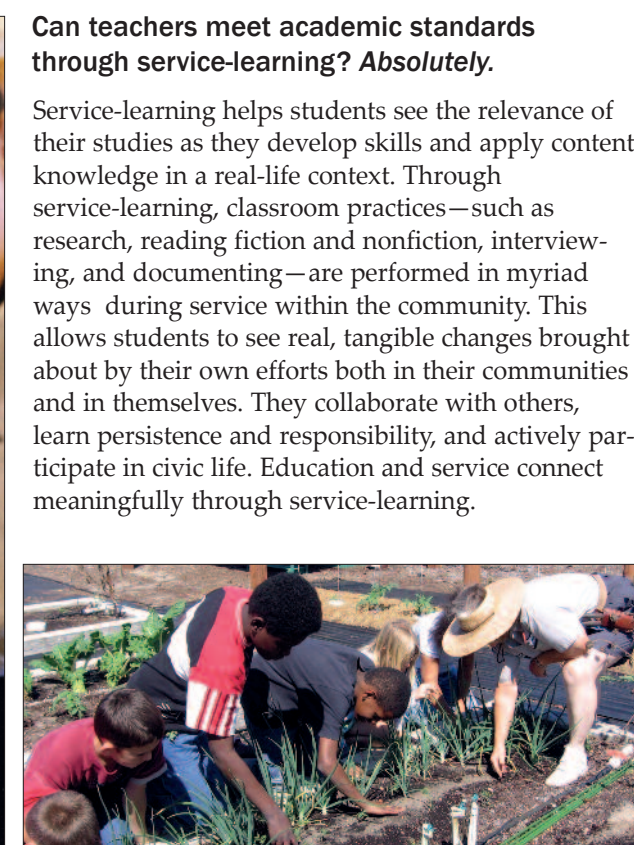 Can teachers meet academic standards
through service-learning? Absolutely.
Service-learning helps students see the relevance of
their studies as they develop skills and apply content
knowledge in a real-life context. Through
service-learning, classroom practices—such as
research, reading fiction and nonfiction, interview-
ing, and documenting—are performed in myriad
ways during service within the community. This
allows students to see real, tangible changes brought
about by their own efforts both in their communities
and in themselves. They collaborate with others,
learn persistence and responsibility, and actively par-
ticipate in civic life. Education and service connect
meaningfully through service-learning.